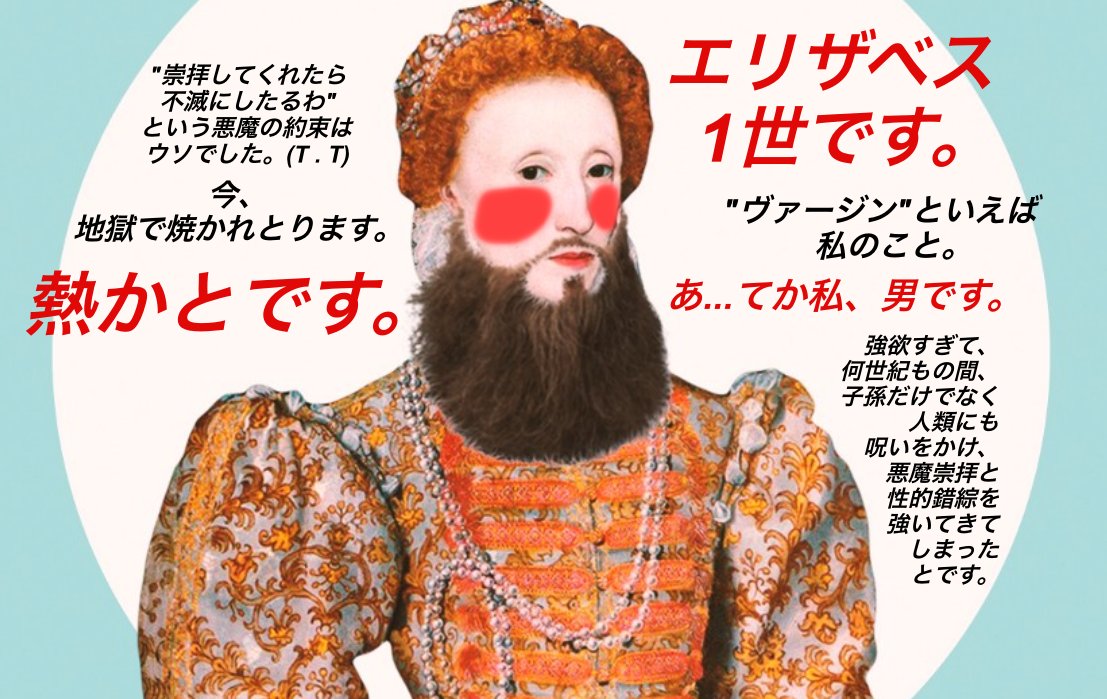 "崇拝してくれたら
不滅にしたるわ"
という悪魔の約束は
ウソでした。(T . T)
今、
地獄で焼かれとります。
熱かとです。
エリザベス
1世です。
"ヴァージン"といえば
私のこと。
あ...てか私、男です。
強欲すぎて、
何世紀もの間、
子孫だけでなく
人類にも
呪いをかけ、
悪魔崇拝と
性的錯綜を
強いてきて
しまった
とです。